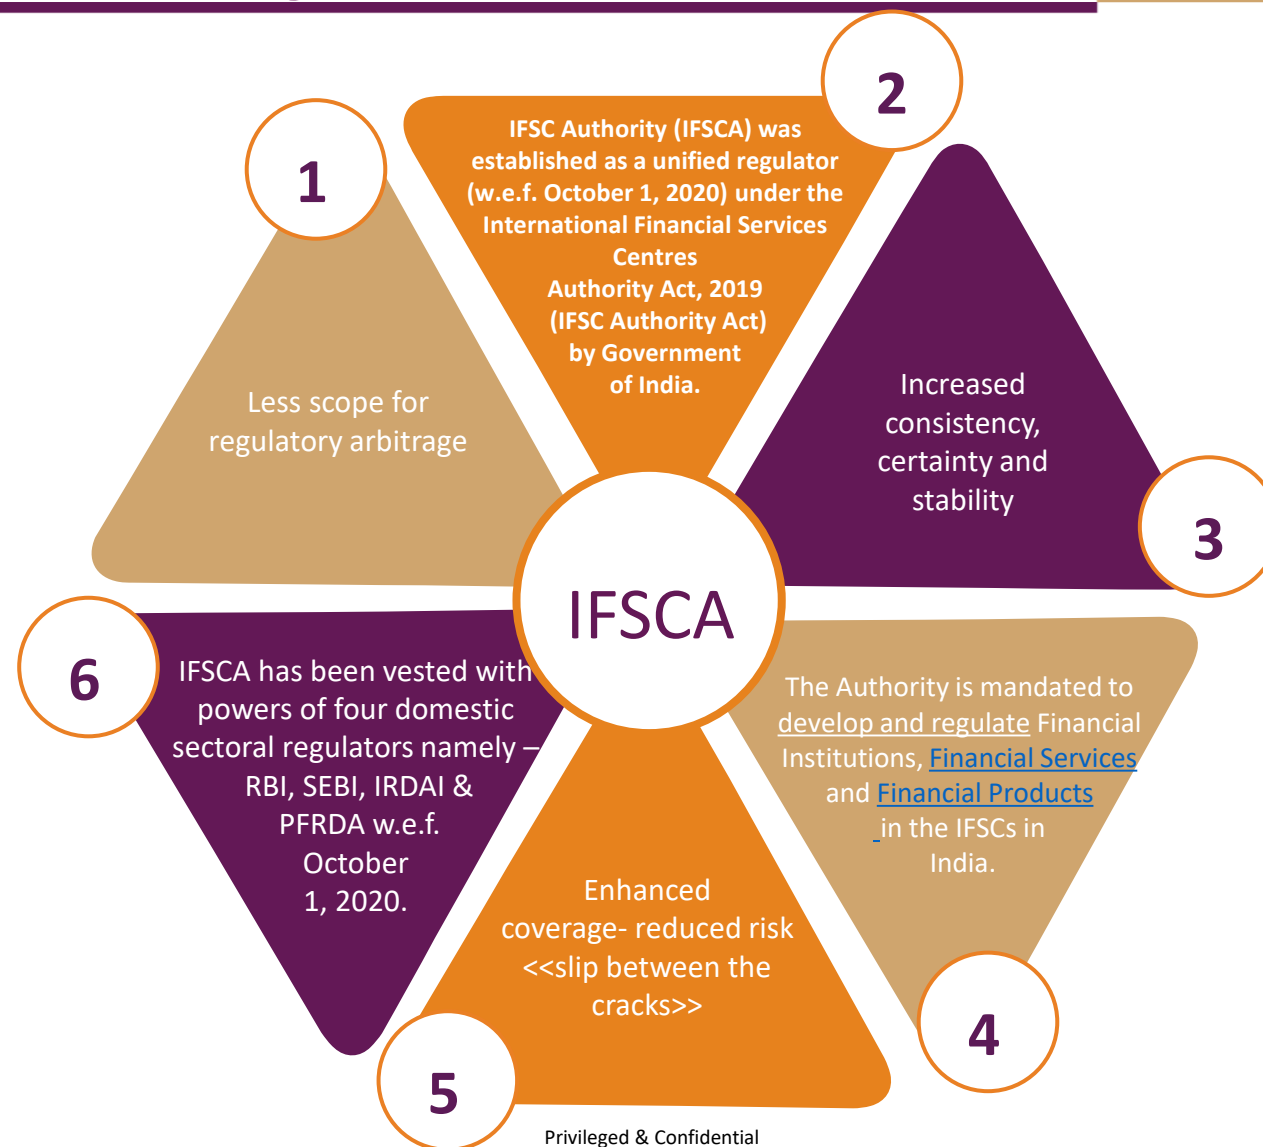 1
Less scope for
regulatory arbitrage
2
IFSC Authority (IFSCA) was
established as a unified regulator
(w.e.f. October 1, 2020) under the
International Financial Services
Centres
Authority Act, 2019
(IFSC Authority Act)
by Government
of India.
3
Increased
consistency,
certainty and
stability
IFSCA
4
The Authority is mandated to
develop and regulate Financial
Institutions, Financial Services
and Financial Products
in the IFSCs in
India.
5
Enhanced
coverage- reduced risk
<<slip between the
cracks>>
6
IFSCA has been vested with
powers of four domestic
sectoral regulators namely –
RBI, SEBI, IRDAI &
PFRDA w.e.f.
October
1, 2020.
Privileged & Confidential